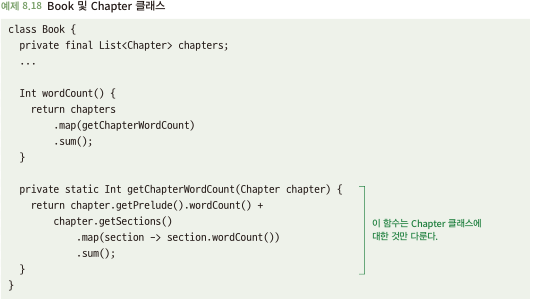 예제 8.18 Book 및 Chapter 클래스
class Book {
  private final List<Chapter> chapters;
  ...

  Int wordCount() {
    return chapters
        .map(getChapterWordCount)
        .sum();
  }

  private static Int getChapterWordCount(Chapter chapter) {
    return chapter.getPrelude().wordCount() +
        chapter.getSections()
            .map(section -> section.wordCount())
            .sum();
  }
}
이 함수는 Chapter 클래스에
대한 것만 다룬다.